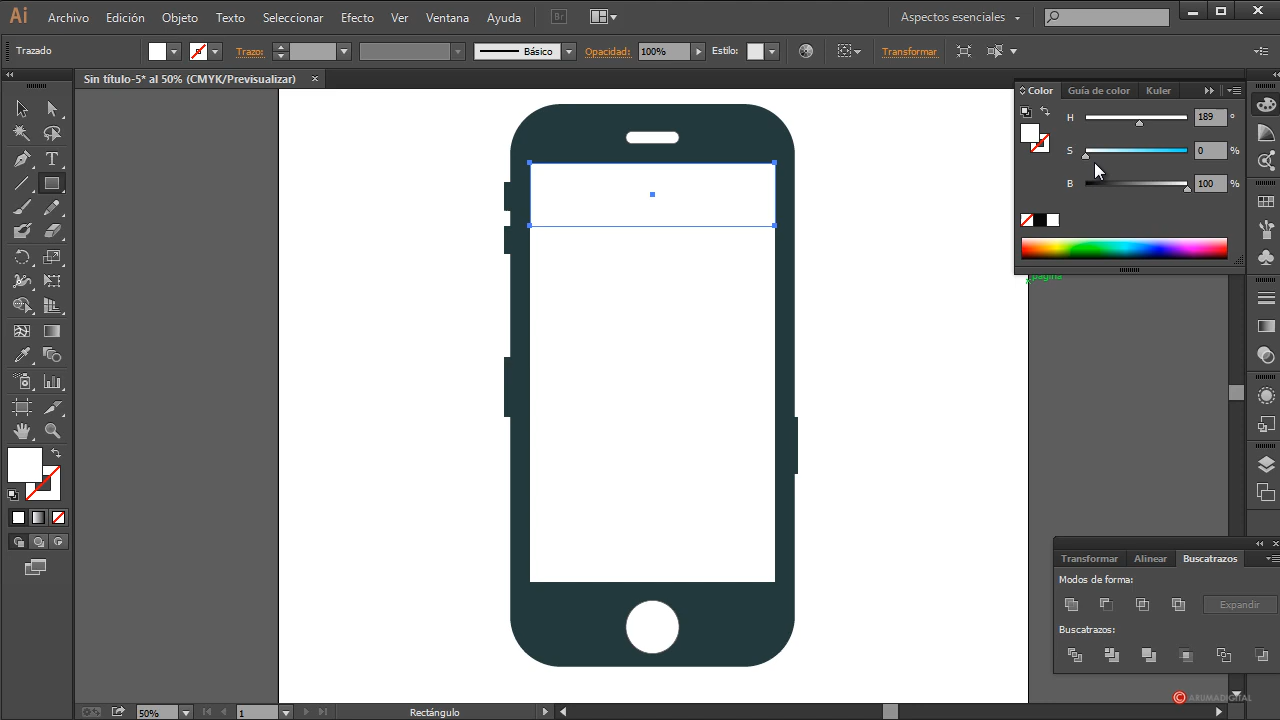 Ai Archivo Edición Objeto Texto Seleccionar Efecto Ver Ventana Ayuda Br Aspectos esenciales
Trazado Trazo: Básico Opacidad: 100% Estilo: Transformar
Sin título-5* al 50% (CMYK/Previsualizar) ×
Color Guía de color Kuler
H 189 °
S 0 %
B 100 %
página
Transformar Alinear Buscatrazos
Modos de forma:
Expandir
Buscatrazos:
© ARUMADIGITAL
50% 1 Rectángulo